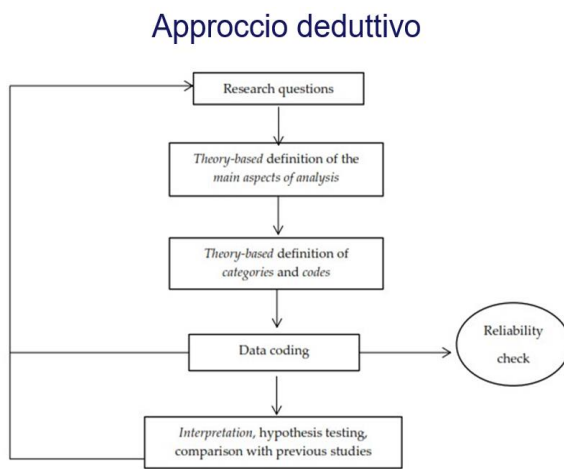 Approccio deduttivo
Research questions
Theory-based definition of the
main aspects of analysis
Theory-based definition of
categories and codes
Data coding
Reliability
check
Interpretation, hypothesis testing,
comparison with previous studies